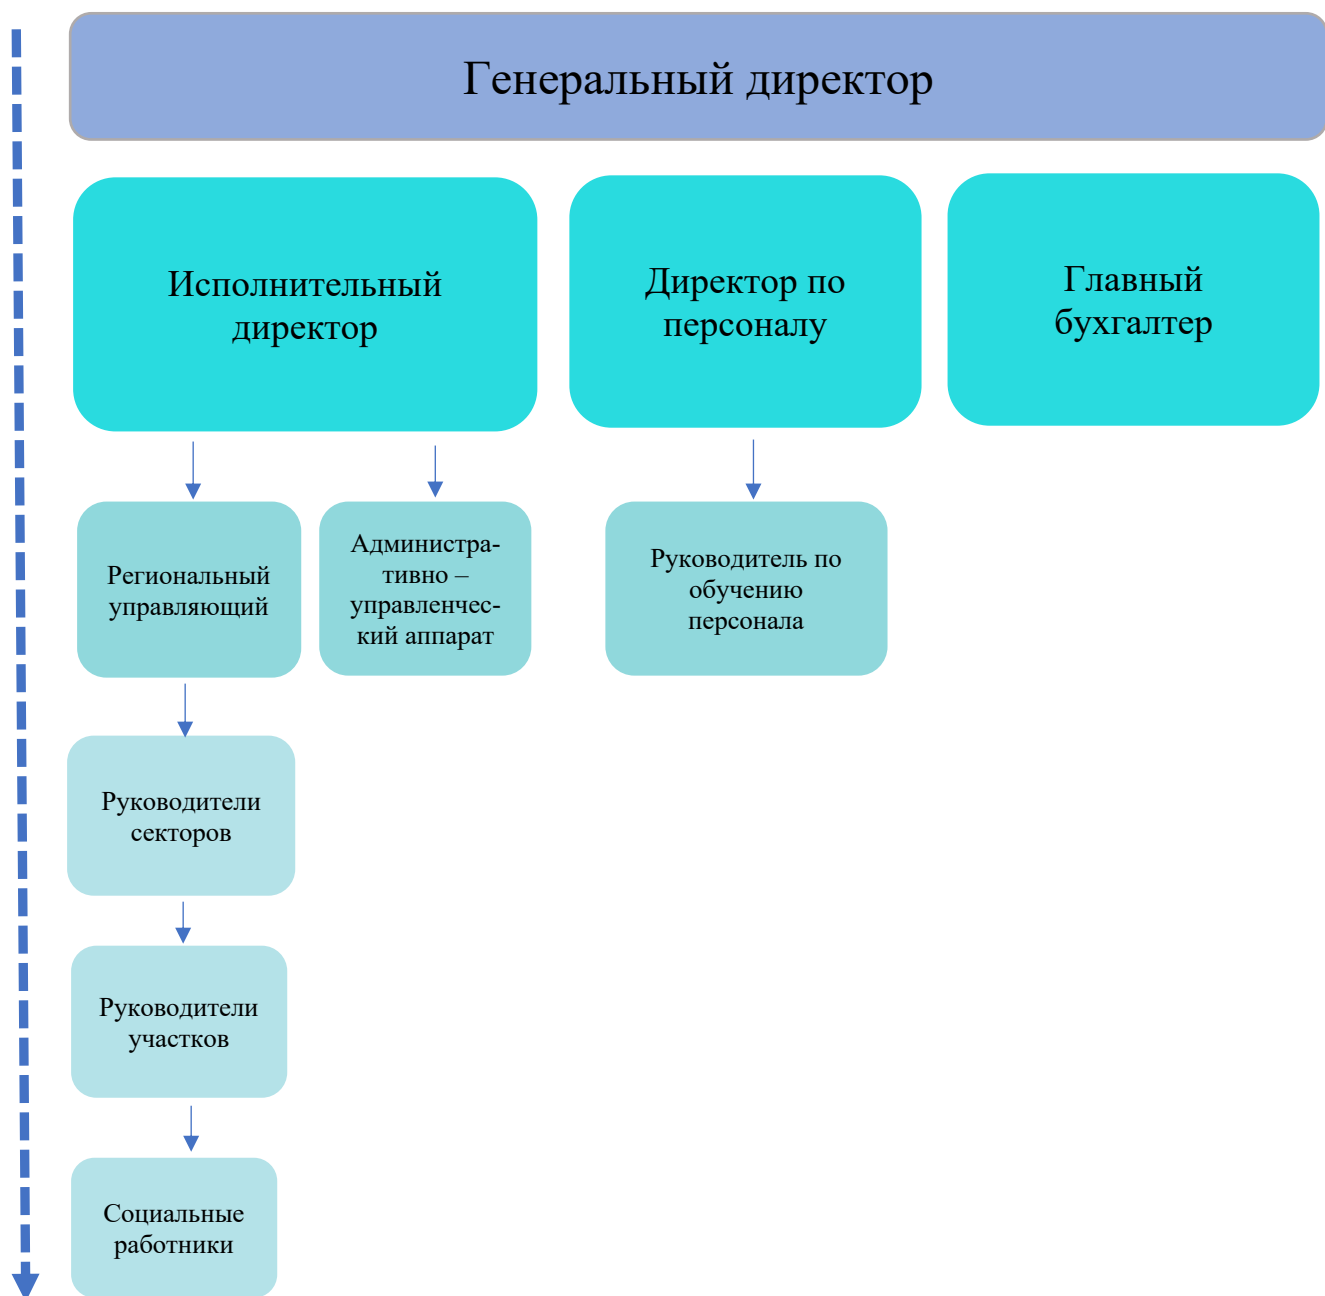 Генеральный директор
Исполнительный
директор
Директор по
персоналу
Главный
бухгалтер
Региональный
управляющий
Администра-
тивно –
управленчес-
кий аппарат
Руководитель по
обучению
персонала
Руководители
секторов
Руководители
участков
Социальные
работники